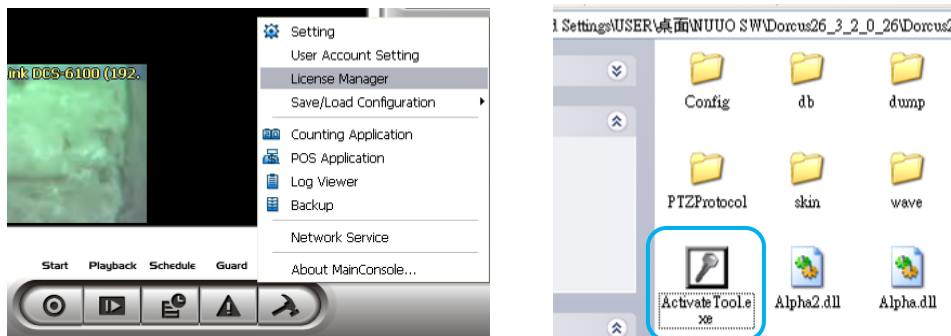 ink DCS-6100 (192.
Setting
User Account Setting
License Manager
Save/Load Configuration
Counting Application
POS Application
Log Viewer
Backup
Network Service
About MainConsole...
Start Playback Schedule Guard
d Settings\USER\桌面\NUUO SW\Dorcus26_3_2_0_26\Dorcus2
Config db dump
PTZProtocol skin wave
ActivateTool.e
xe
Alpha2.dll Alpha.dll